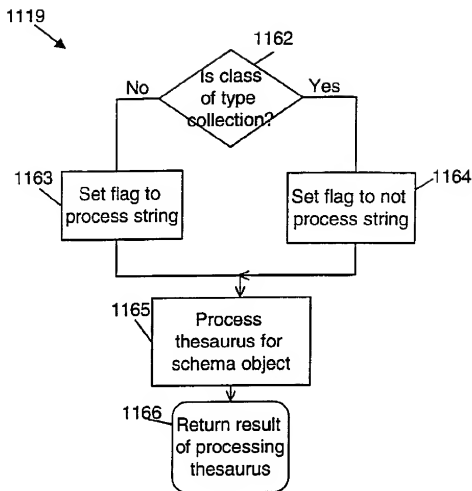 1119
1162
Is class
of type
collection?
No
Yes
1163
Set flag to
process string
1164
Set flag to not
process string
1165
Process
thesaurus for
schema object
1166
Return result
of processing
thesaurus